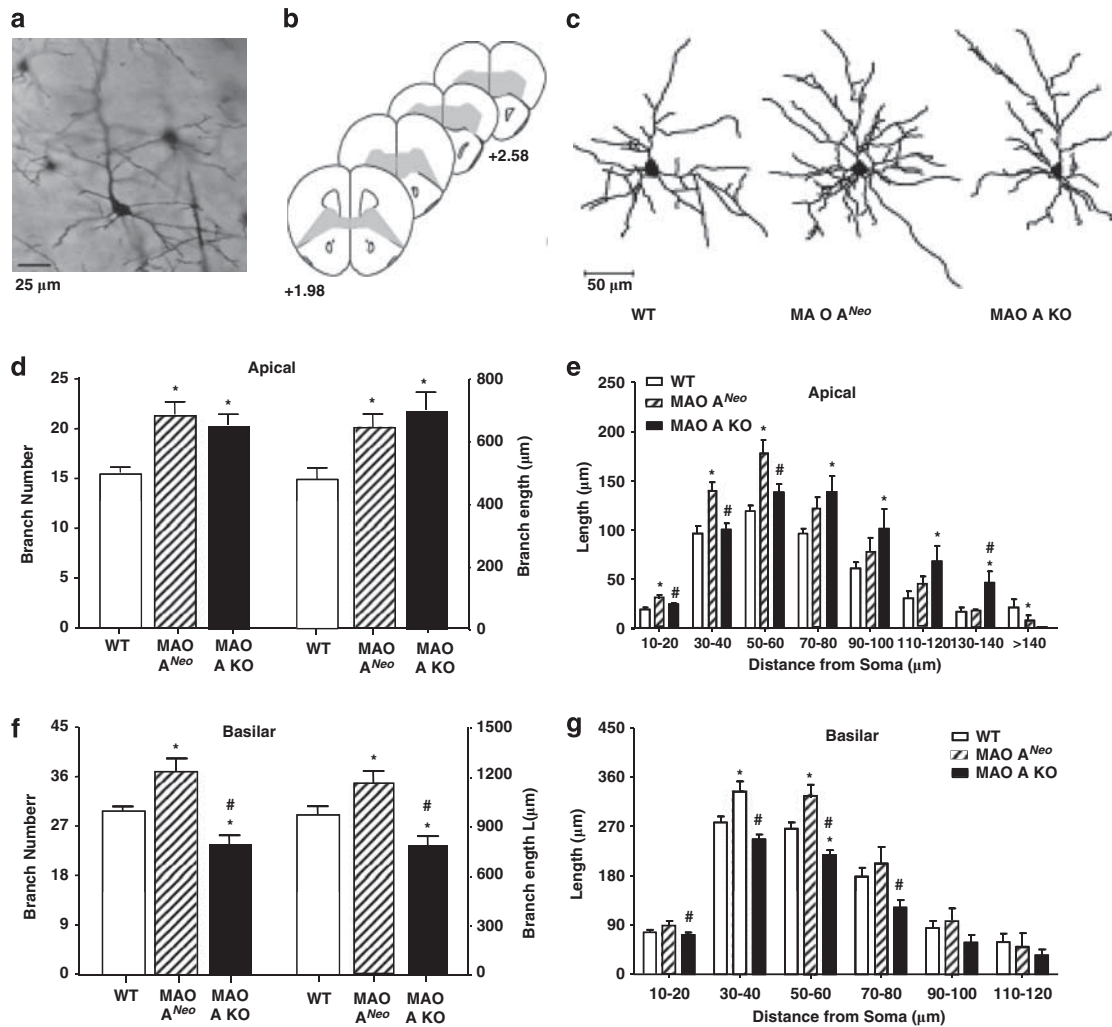 a
25 μm
b
+2.58
+1.98
c
50 μm
WT
MA O A^Neo
MAO A KO
d
Apical
Branch Number
25
20
15
10
5
0
WT
MAO A^Neo
MAO A KO
WT
MAO A^Neo
MAO A KO
800
600
400
200
0
Branch ength (μm)
* * * *
e
Apical
WT
MAO A^Neo
MAO A KO
Length (μm)
250
200
150
100
50
0
* # * # * # * * * # * *
10-20 30-40 50-60 70-80 90-100 110-120 130-140 >140
Distance from Soma (μm)
f
Basilar
Branch Numberr
45
36
27
18
9
0
WT
MAO A^Neo
MAO A KO
WT
MAO A^Neo
MAO A KO
1500
1200
900
600
300
0
Branch ength L(μm)
* # * * # *
g
Basilar
WT
MAO A^Neo
MAO A KO
Length (μm)
450
360
270
180
90
0
# * # * # * #
10-20 30-40 50-60 70-80 90-100 110-120
Distance from Soma (μm)